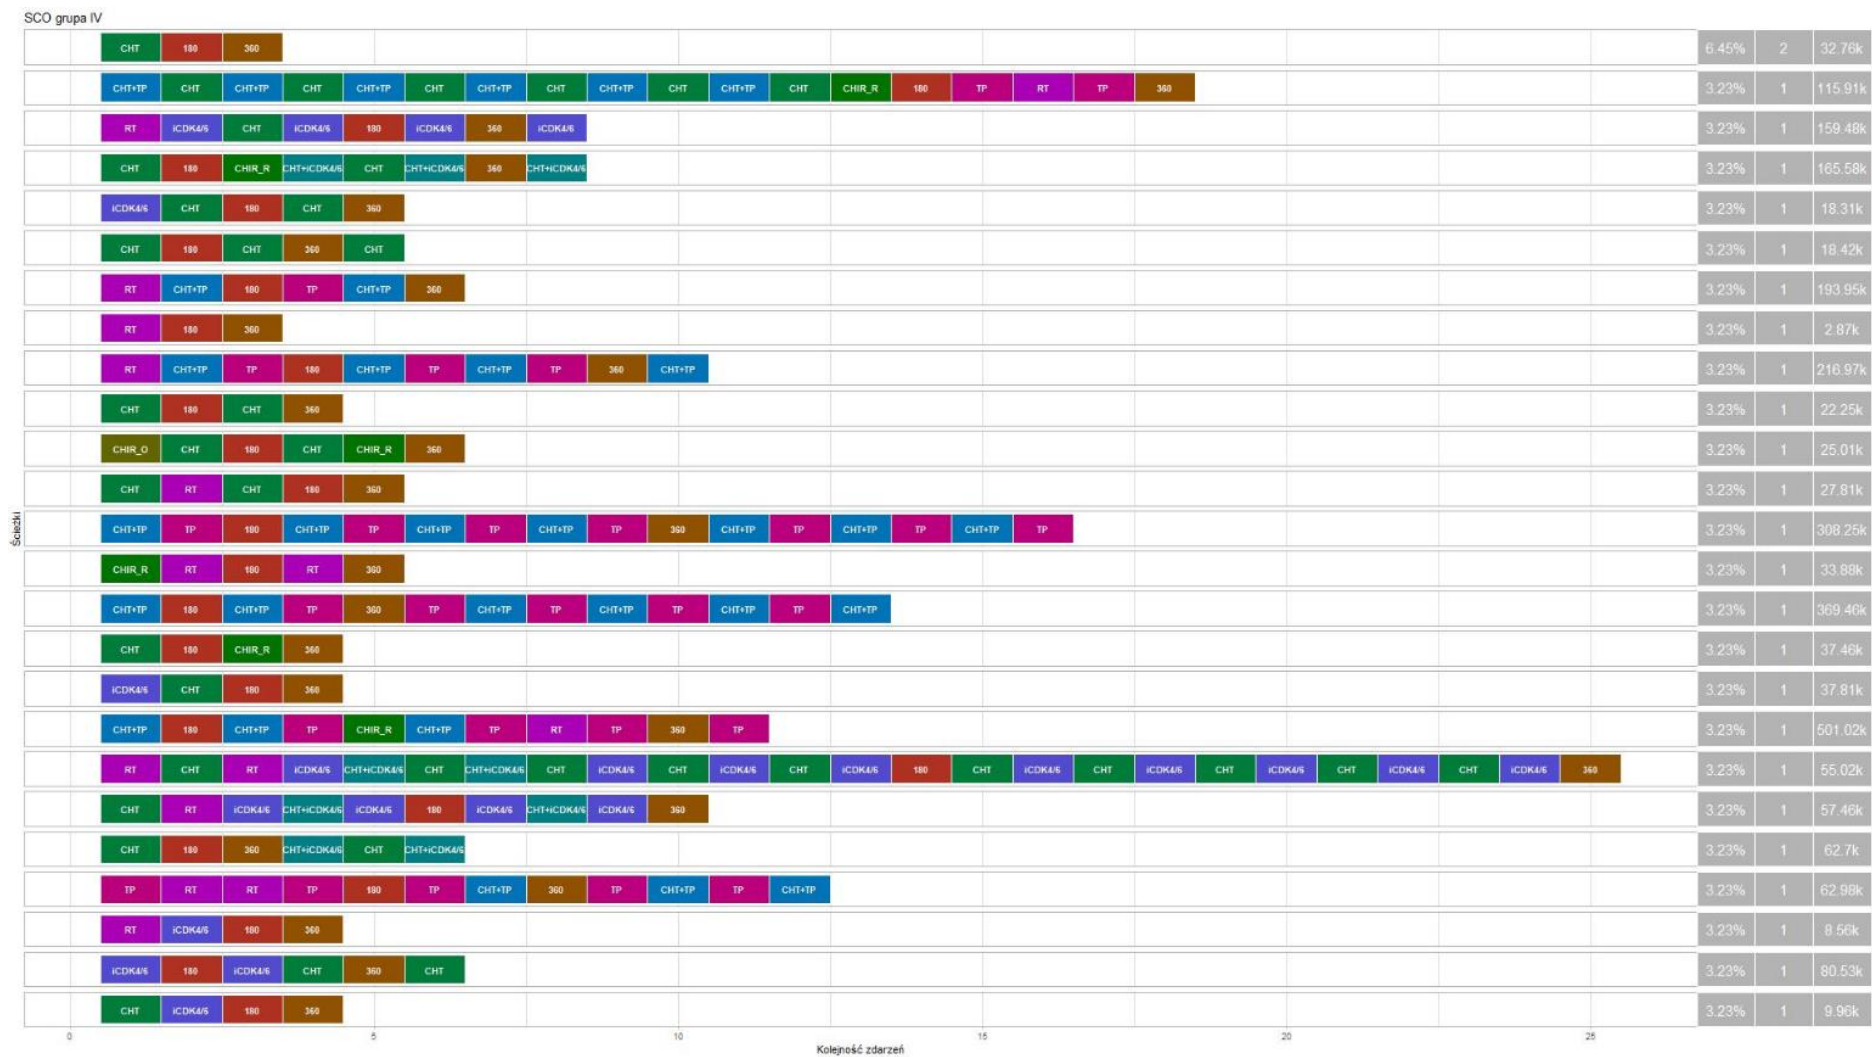 SCO grupa IV
CHT 180 360 6.45% 2 32.76k
CHT+TP CHT CHT+TP CHT CHT+TP CHT CHT+TP CHT CHT+TP CHT CHT+TP CHT CHIR_R 180 TP RT TP 360 3.23% 1 115.91k
RT iCDK4/6 CHT iCDK4/6 180 iCDK4/6 360 iCDK4/6 3.23% 1 159.48k
CHT 180 CHIR_R CHT+iCDK4/6 CHT CHT+iCDK4/6 360 CHT+iCDK4/6 3.23% 1 165.58k
iCDK4/6 CHT 180 CHT 360 3.23% 1 18.31k
CHT 180 CHT 360 CHT 3.23% 1 18.42k
RT CHT+TP 180 TP CHT+TP 360 3.23% 1 193.95k
RT 180 360 3.23% 1 2.87k
RT CHT+TP TP 180 CHT+TP TP CHT+TP TP 360 CHT+TP 3.23% 1 216.97k
CHT 180 CHT 360 3.23% 1 22.25k
CHIR_O CHT 180 CHT CHIR_R 360 3.23% 1 25.01k
CHT RT CHT 180 360 3.23% 1 27.81k
Ścieżki
CHT+TP TP 180 CHT+TP TP CHT+TP TP CHT+TP TP 360 CHT+TP TP CHT+TP TP CHT+TP TP 3.23% 1 308.25k
CHIR_R RT 180 RT 360 3.23% 1 33.88k
CHT+TP 180 CHT+TP TP 360 TP CHT+TP TP CHT+TP TP CHT+TP TP CHT+TP 3.23% 1 369.46k
CHT 180 CHIR_R 360 3.23% 1 37.46k
iCDK4/6 CHT 180 360 3.23% 1 37.81k
CHT+TP 180 CHT+TP TP CHIR_R CHT+TP TP RT TP 360 TP 3.23% 1 501.02k
RT CHT RT iCDK4/6 CHT+iCDK4/6 CHT CHT+iCDK4/6 CHT iCDK4/6 CHT iCDK4/6 CHT iCDK4/6 180 CHT iCDK4/6 CHT iCDK4/6 CHT iCDK4/6 CHT iCDK4/6 CHT iCDK4/6 360 3.23% 1 55.02k
CHT RT iCDK4/6 CHT+iCDK4/6 iCDK4/6 180 iCDK4/6 CHT+iCDK4/6 iCDK4/6 360 3.23% 1 57.46k
CHT 180 360 CHT+iCDK4/6 CHT CHT+iCDK4/6 3.23% 1 62.7k
TP RT RT TP 180 TP CHT+TP 360 TP CHT+TP TP CHT+TP 3.23% 1 62.98k
RT iCDK4/6 180 360 3.23% 1 8.56k
iCDK4/6 180 iCDK4/6 CHT 360 CHT 3.23% 1 80.53k
CHT iCDK4/6 180 360 3.23% 1 9.96k
0 5 10 15 20 25
Kolejność zdarzeń